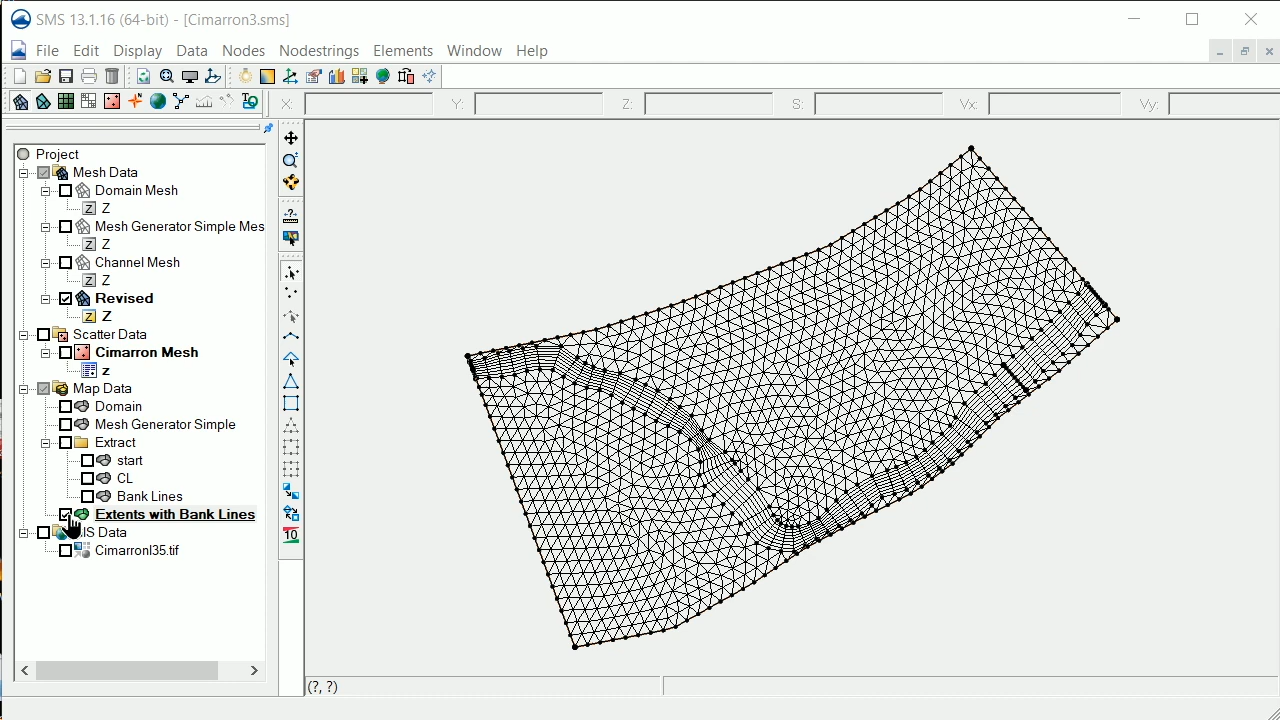 SMS 13.1.16 (64-bit) - [Cimarron3.sms]
File Edit Display Data Nodes Nodestrings Elements Window Help
X: Y: Z: S: Vx: Vy:
Project
Mesh Data
Domain Mesh
Z Z
Mesh Generator Simple Mes
Z Z
Channel Mesh
Z Z
Revised
Z Z
Scatter Data
Cimarron Mesh
z
Map Data
Domain
Mesh Generator Simple
Extract
start
CL
Bank Lines
Extents with Bank Lines
IS Data
CimarronI35.tif
10
(?, ?)